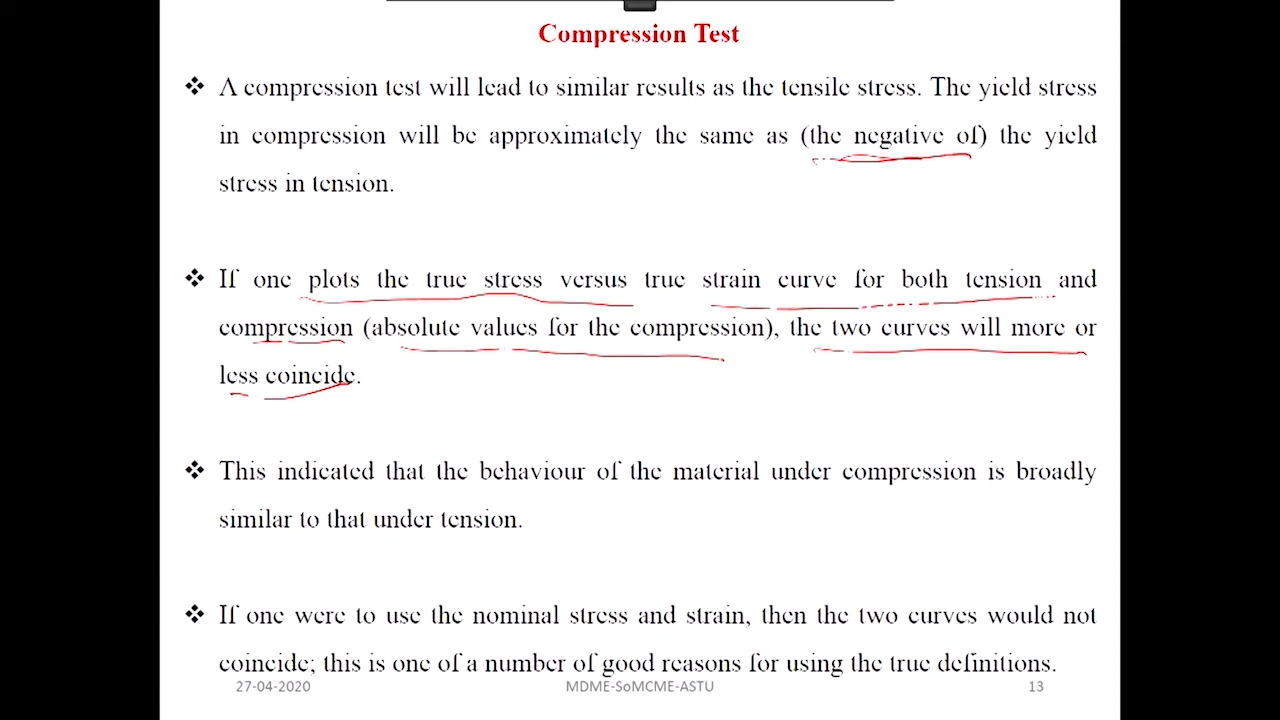 Compression Test
❖ A compression test will lead to similar results as the tensile stress. The yield stress
in compression will be approximately the same as (the negative of) the yield
stress in tension.
❖ If one plots the true stress versus true strain curve for both tension and
compression (absolute values for the compression), the two curves will more or
less coincide.
❖ This indicated that the behaviour of the material under compression is broadly
similar to that under tension.
❖ If one were to use the nominal stress and strain, then the two curves would not
coincide; this is one of a number of good reasons for using the true definitions.
27-04-2020 MDME-SoMCME-ASTU 13